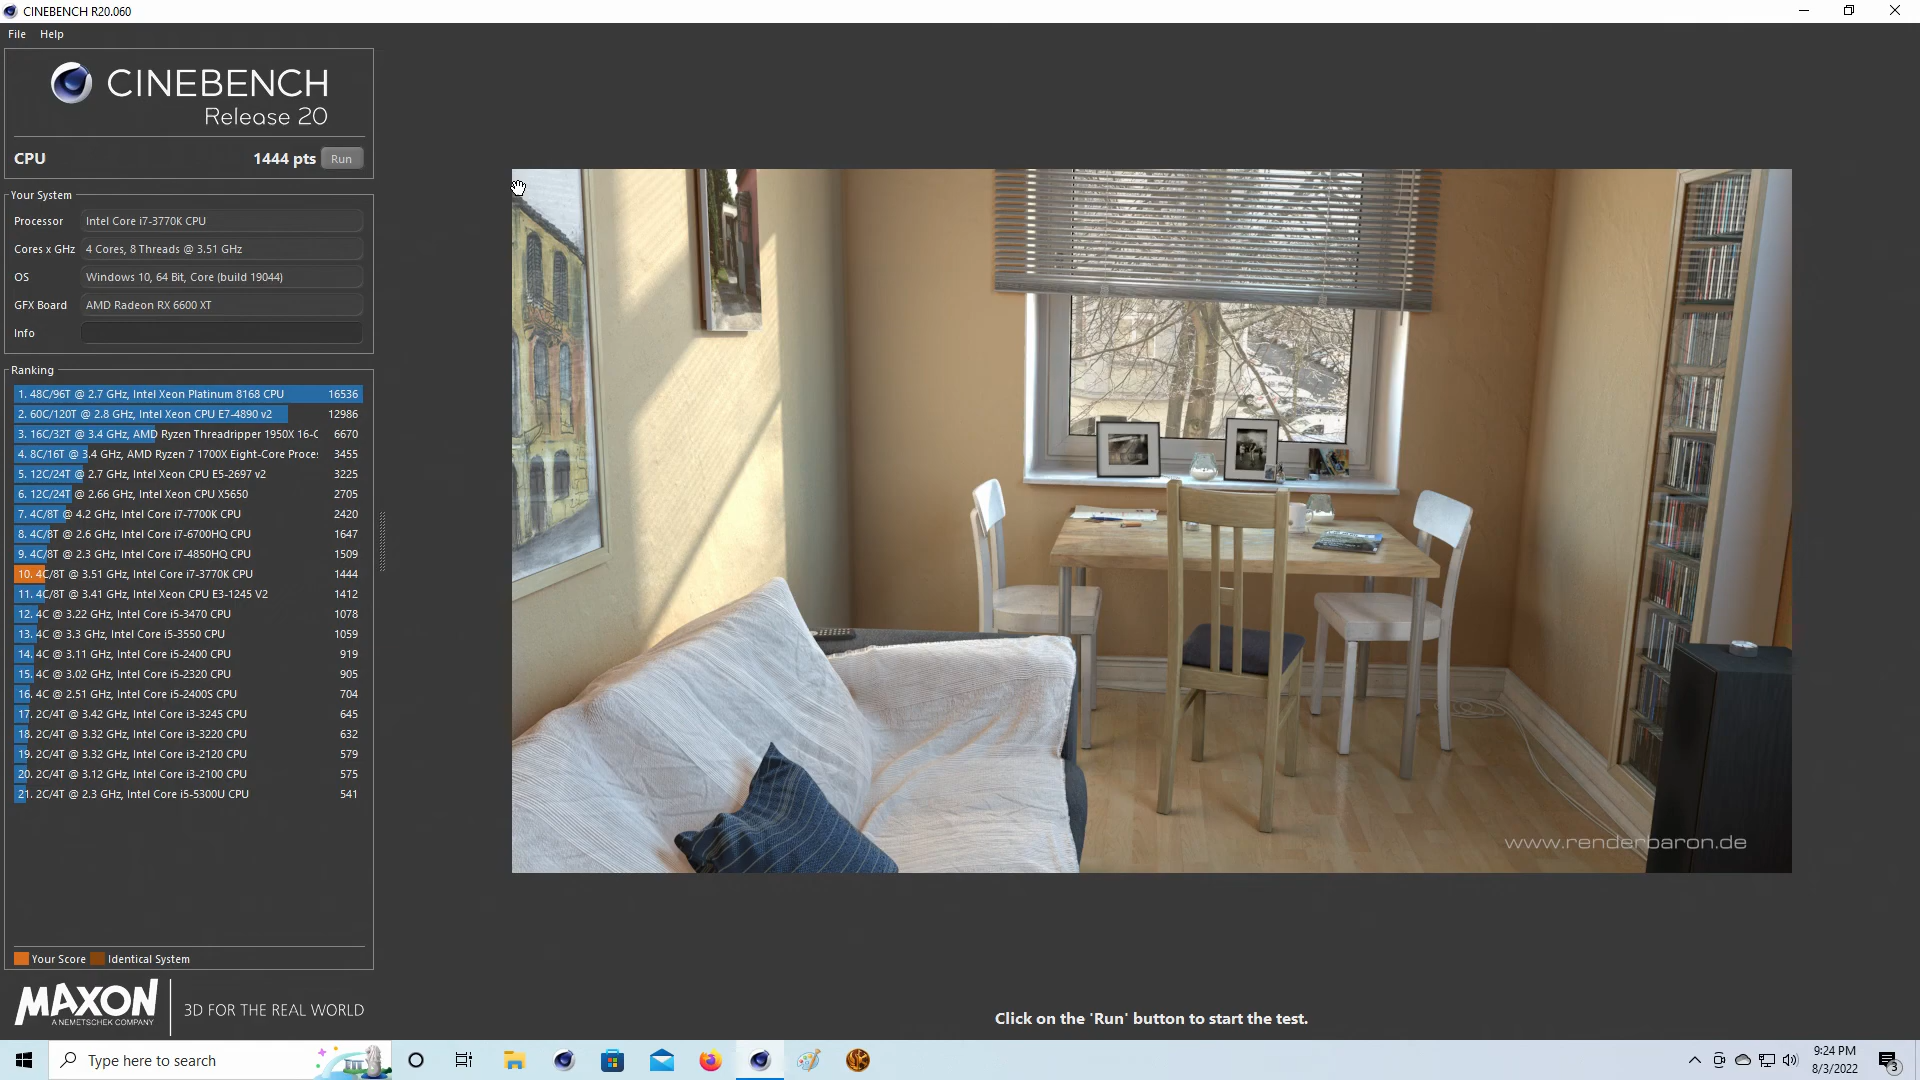 CINEBENCH R20.060
File Help
CINEBENCH
Release 20
CPU 1444 pts Run
Your System
Processor Intel Core i7-3770K CPU
Cores x GHz 4 Cores, 8 Threads @ 3.51 GHz
OS Windows 10, 64 Bit, Core (build 19044)
GFX Board AMD Radeon RX 6600 XT
Info
Ranking
1. 48C/96T @ 2.7 GHz, Intel Xeon Platinum 8168 CPU 16536
2. 60C/120T @ 2.8 GHz, Intel Xeon CPU E7-4890 v2 12986
3. 16C/32T @ 3.4 GHz, AMD Ryzen Threadripper 1950X 16-C 6670
4. 8C/16T @ 3.4 GHz, AMD Ryzen 7 1700X Eight-Core Proce: 3455
5. 12C/24T @ 2.7 GHz, Intel Xeon CPU E5-2697 v2 3225
6. 12C/24T @ 2.66 GHz, Intel Xeon CPU X5650 2705
7. 4C/8T @ 4.2 GHz, Intel Core i7-7700K CPU 2420
8. 4C/8T @ 2.6 GHz, Intel Core i7-6700HQ CPU 1647
9. 4C/8T @ 2.3 GHz, Intel Core i7-4850HQ CPU 1509
10. 4C/8T @ 3.51 GHz, Intel Core i7-3770K CPU 1444
11. 4C/8T @ 3.41 GHz, Intel Xeon CPU E3-1245 V2 1412
12. 4C @ 3.22 GHz, Intel Core i5-3470 CPU 1078
13. 4C @ 3.3 GHz, Intel Core i5-3550 CPU 1059
14. 4C @ 3.11 GHz, Intel Core i5-2400 CPU 919
15. 4C @ 3.02 GHz, Intel Core i5-2320 CPU 905
16. 4C @ 2.51 GHz, Intel Core i5-2400S CPU 704
17. 2C/4T @ 3.42 GHz, Intel Core i3-3245 CPU 645
18. 2C/4T @ 3.32 GHz, Intel Core i3-3220 CPU 632
19. 2C/4T @ 3.32 GHz, Intel Core i3-2120 CPU 579
20. 2C/4T @ 3.12 GHz, Intel Core i3-2100 CPU 575
21. 2C/4T @ 2.3 GHz, Intel Core i5-5300U CPU 541
Your Score Identical System
MAXON
A NEMETSCHEK COMPANY
3D FOR THE REAL WORLD
www.renderbaron.de
Click on the 'Run' button to start the test.
Type here to search
9:24 PM
8/3/2022
3